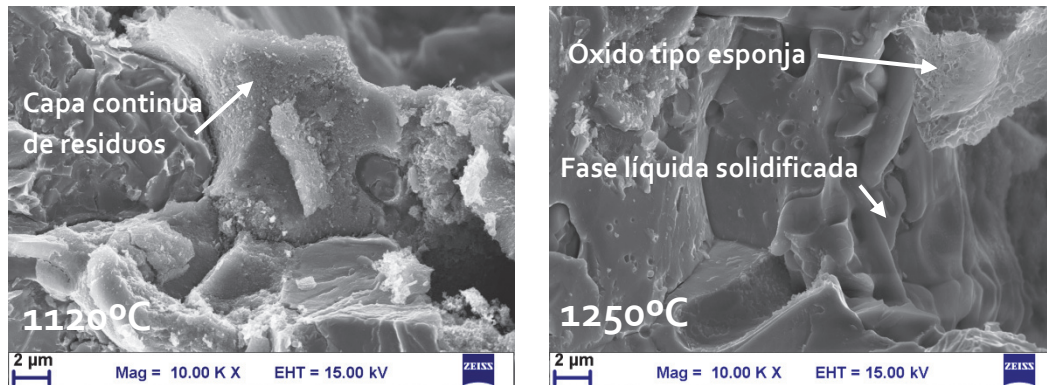 Capa continua
de residuos
1120ºC
2 µm
Mag = 10.00 K X
EHT = 15.00 kV
ZEISS
Óxido tipo esponja
Fase líquida solidificada
1250ºC
2 µm
Mag = 10.00 K X
EHT = 15.00 kV
ZEISS